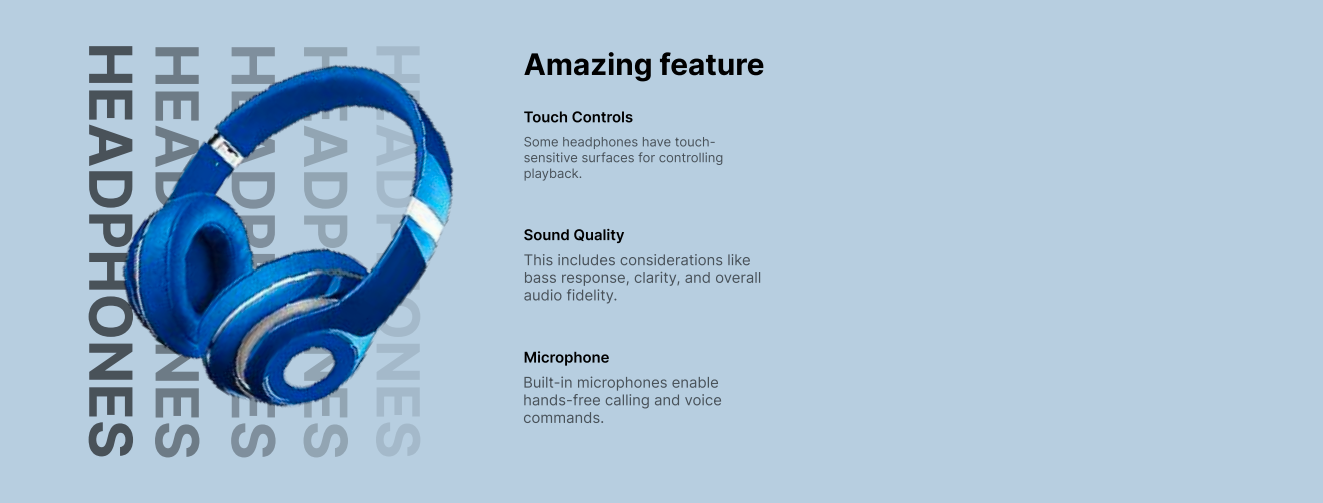 HEADPHONES
HEADPHONES
HEADPHONES
HEADPHONES
HEADPHONES
Amazing feature
Touch Controls
Some headphones have touch-
sensitive surfaces for controlling
playback.
Sound Quality
This includes considerations like
bass response, clarity, and overall
audio fidelity.
Microphone
Built-in microphones enable
hands-free calling and voice
commands.